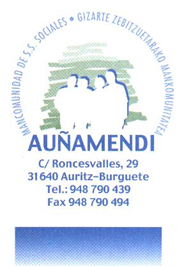 MANCOMUNIDAD DE S.S. SOCIALES • GIZARTE ZEBITZUETARAKO MANKOMUNITATEA
AUÑAMENDI
C/ Roncesvalles, 29
31640 Auritz-Burguete
Tel.: 948 790 439
Fax 948 790 494